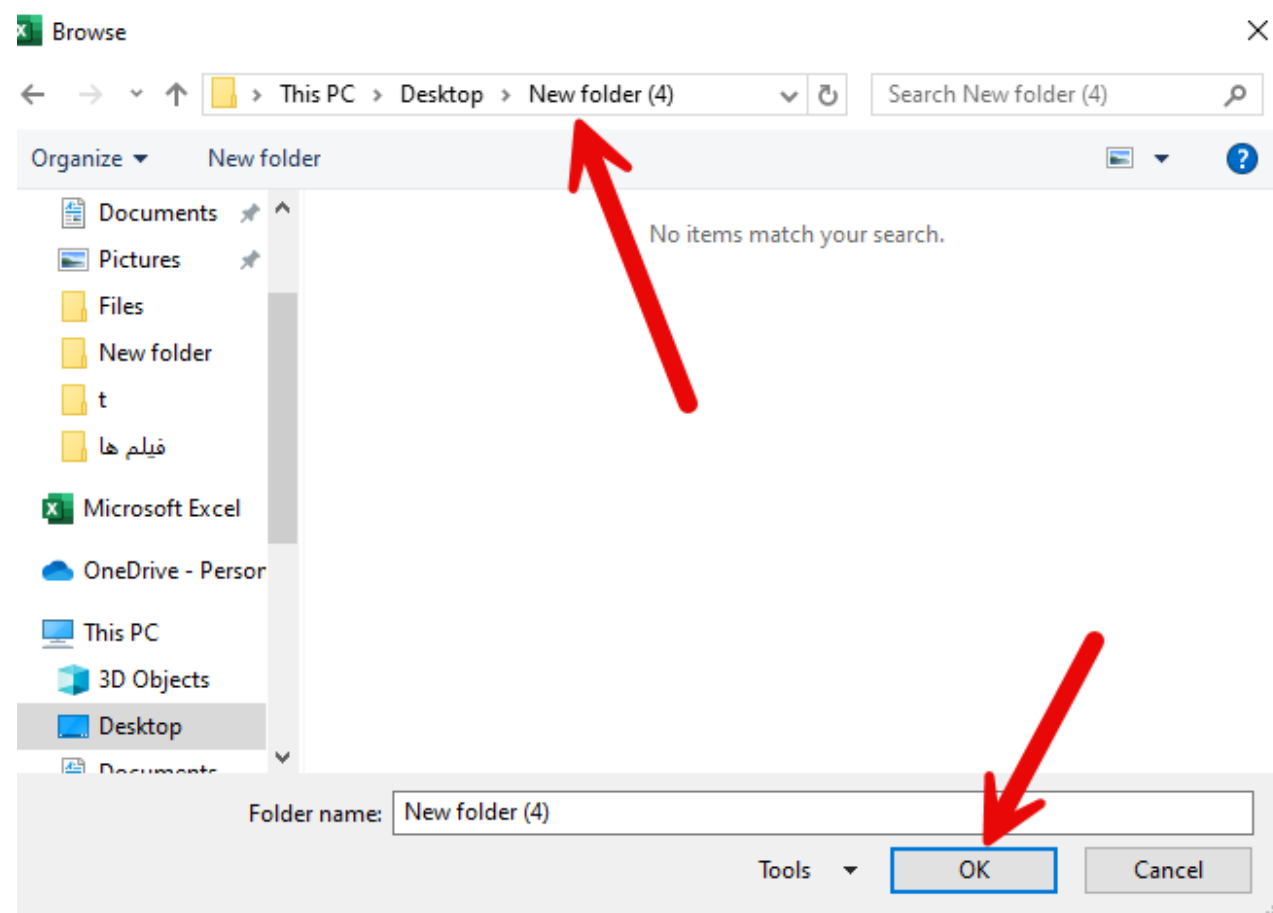 Browse
This PC > Desktop > New folder (4)
Search New folder (4)
Organize
New folder
Documents
No items match your search.
Pictures
Files
New folder
t
فیلم ها
Microsoft Excel
OneDrive - Person
This PC
3D Objects
Desktop
Documents
Folder name: New folder (4)
Tools
OK
Cancel